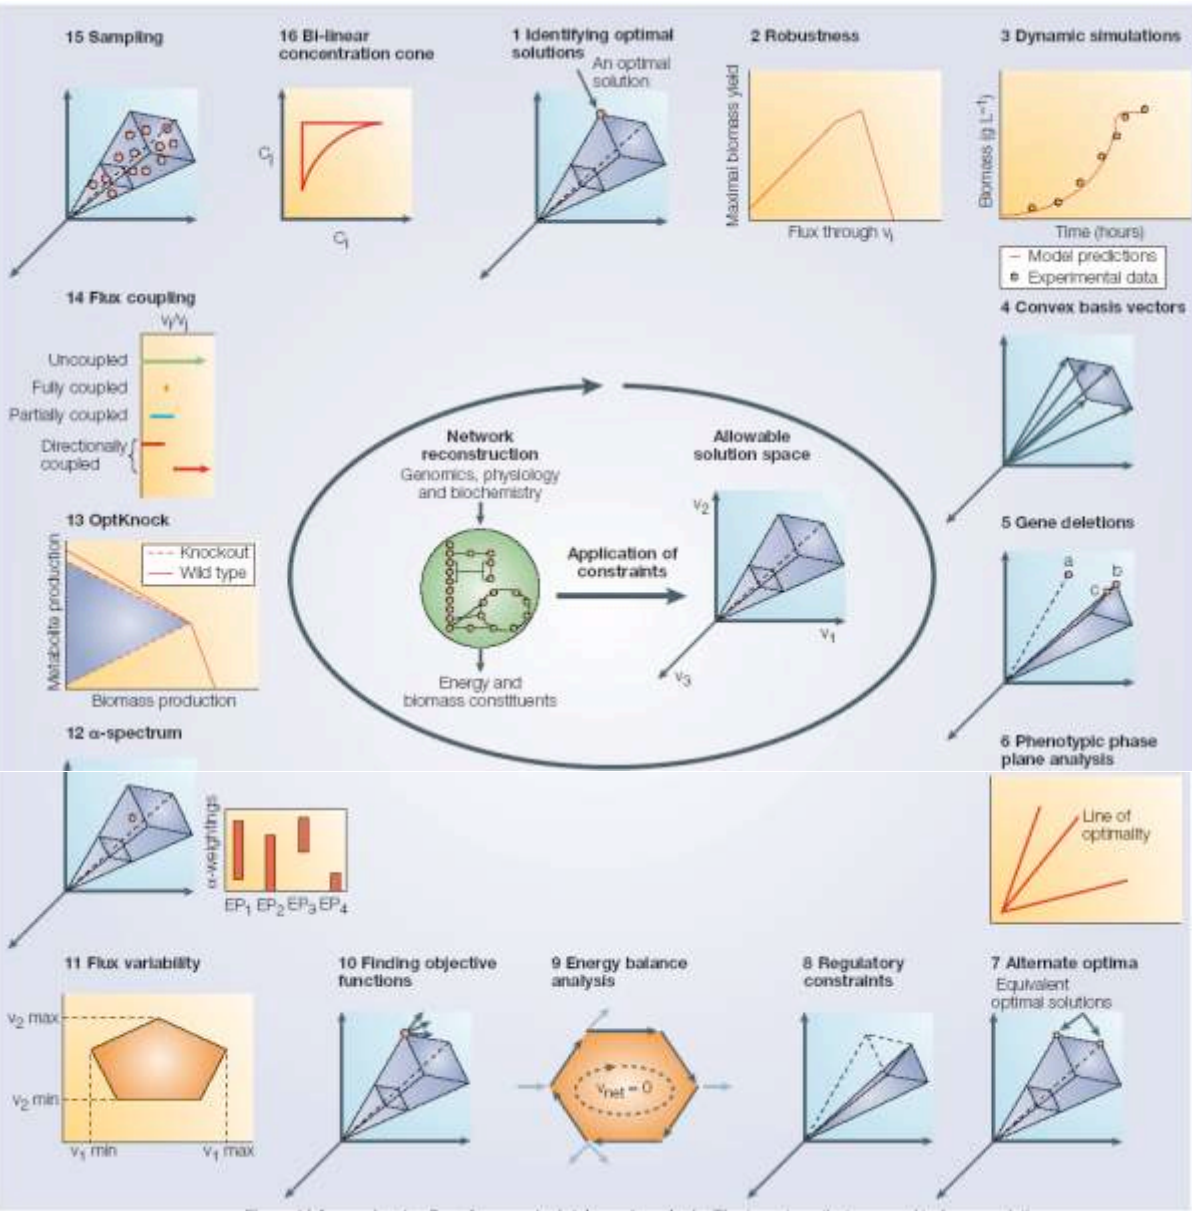 15 Sampling
16 Bi-linear
concentration cone
Cj
Ci
1 Identifying optimal
solutions
An optimal
solution
2 Robustness
Maximal biomass yield
Flux through vi
3 Dynamic simulations
Biomass (g L⁻¹)
Time (hours)
Model predictions
Experimental data
14 Flux coupling
vi/vj
Uncoupled
Fully coupled
Partially coupled
Directionally
coupled
4 Convex basis vectors
Network
reconstruction
Genomics, physiology
and biochemistry
Application of
constraints
Energy and
biomass constituents
Allowable
solution space
v2
v1
v3
13 OptKnock
Metabolite production
Knockout
Wild type
Biomass production
5 Gene deletions
a
b
c
12 α-spectrum
α-weightings
EP1 EP2 EP3 EP4
6 Phenotypic phase
plane analysis
Line of
optimality
11 Flux variability
v2 max
v2 min
v1 min
v1 max
10 Finding objective
functions
9 Energy balance
analysis
vnet = 0
8 Regulatory
constraints
7 Alternate optima
Equivalent
optimal solutions